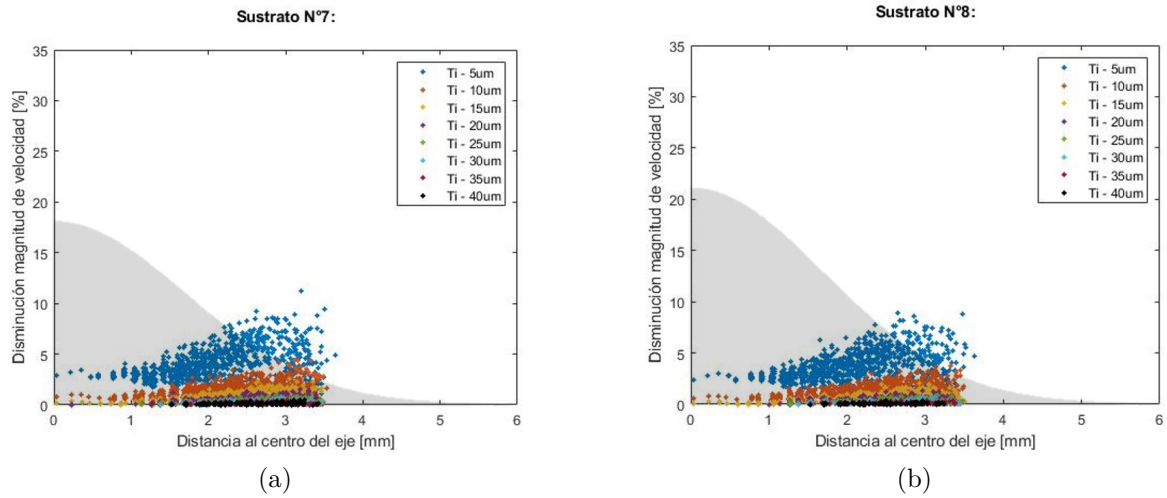 Sustrato N°7:
35
30
25
20
15
10
5
0
0 1 2 3 4 5 6
Disminución magnitud de velocidad [%]
Distancia al centro del eje [mm]
Ti - 5um
Ti - 10um
Ti - 15um
Ti - 20um
Ti - 25um
Ti - 30um
Ti - 35um
Ti - 40um
(a)
Sustrato N°8:
35
30
25
20
15
10
5
0
0 1 2 3 4 5 6
Disminución magnitud de velocidad [%]
Distancia al centro del eje [mm]
Ti - 5um
Ti - 10um
Ti - 15um
Ti - 20um
Ti - 25um
Ti - 30um
Ti - 35um
Ti - 40um
(b)